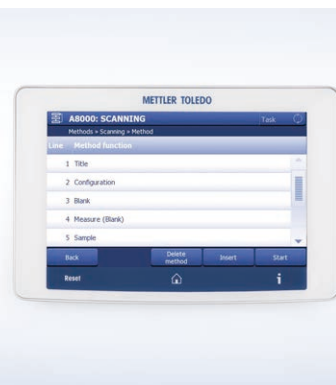 METTLER TOLEDO
A8000: SCANNING Task
Methods > Scanning > Method
Line Method function
1 Title
2 Configuration
3 Blank
4 Measure (Blank)
5 Sample
Back Delete method Insert Start
Reset i